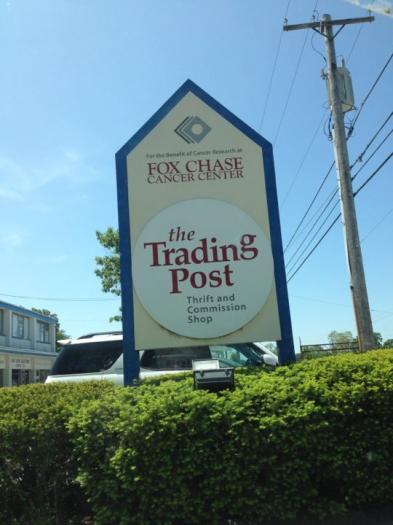 For the Benefit of Cancer Research at
FOX CHASE
CANCER CENTER
the
Trading
Post
Thrift and
Commission
Shop